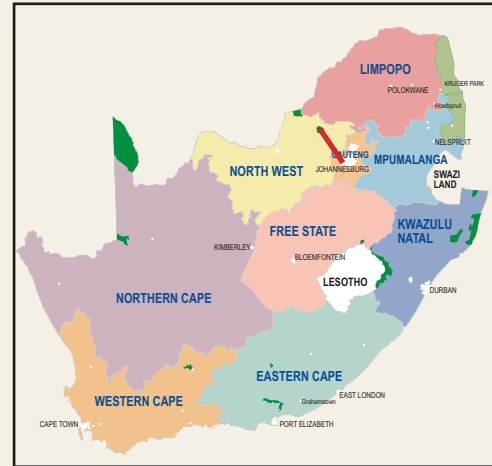 LIMPOPO
KRUGER PARK
POLOKWANE
Hoedspruit
NELSPRUIT
GAUTENG
NORTH WEST
JOHANNESBURG
MPUMALANGA
SWAZI
LAND
KWAZULU
NATAL
FREE STATE
KIMBERLEY
BLOEMFONTEIN
LESOTHO
DURBAN
NORTHERN CAPE
EASTERN CAPE
WESTERN CAPE
EAST LONDON
Grahamstown
CAPE TOWN
PORT ELIZABETH